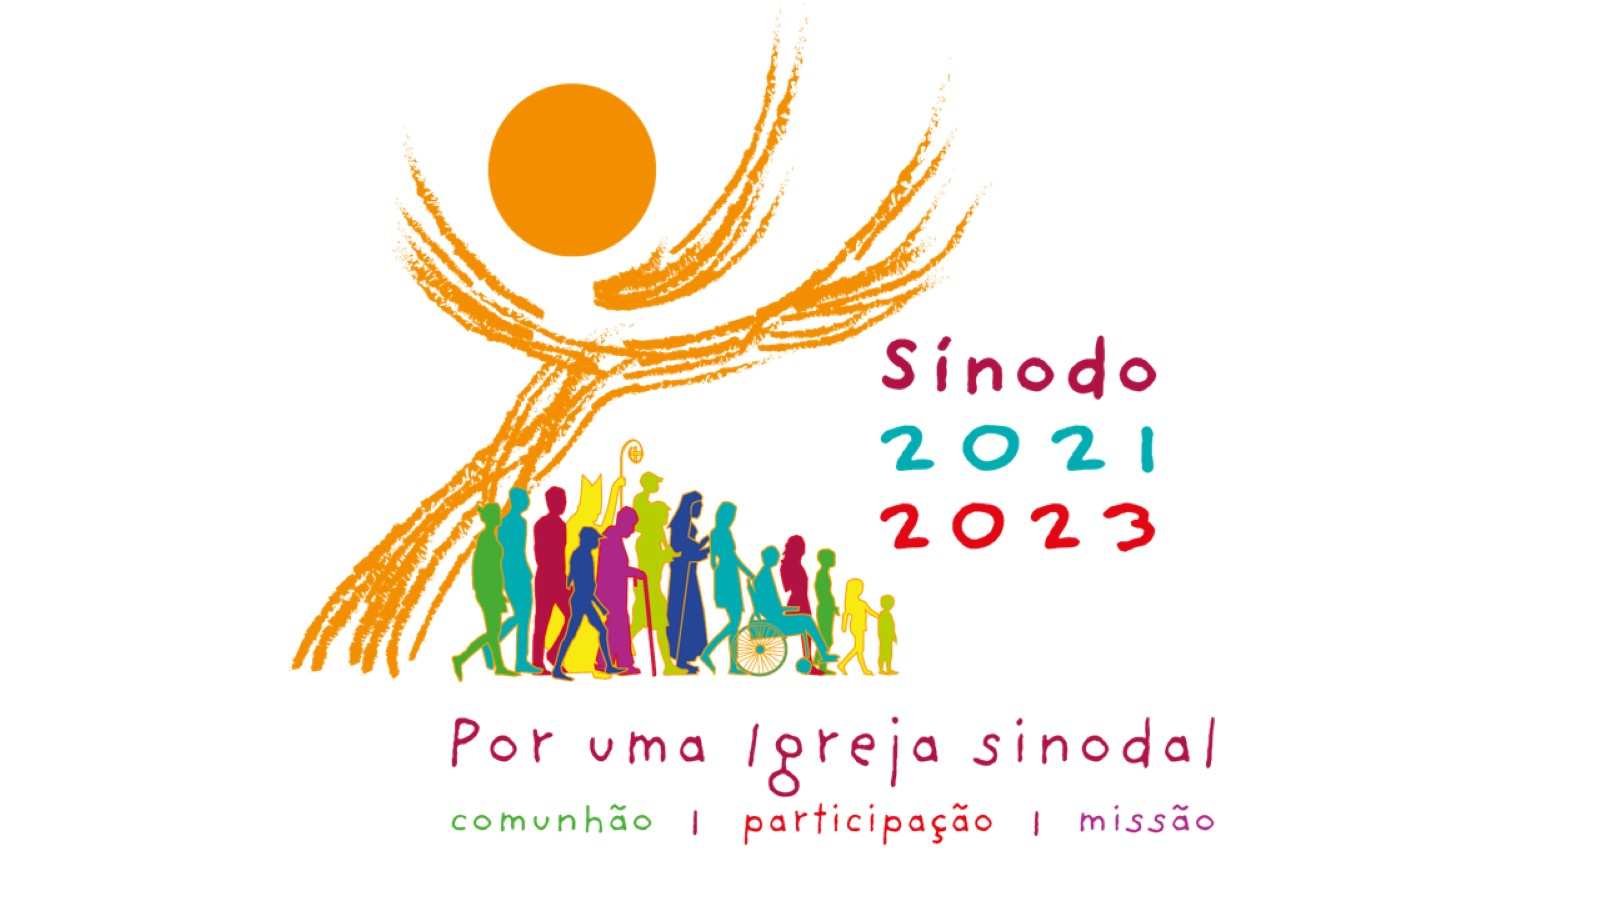 Sínodo
2021
2023
Por uma Igreja sinodal
comunhão | participação | missão